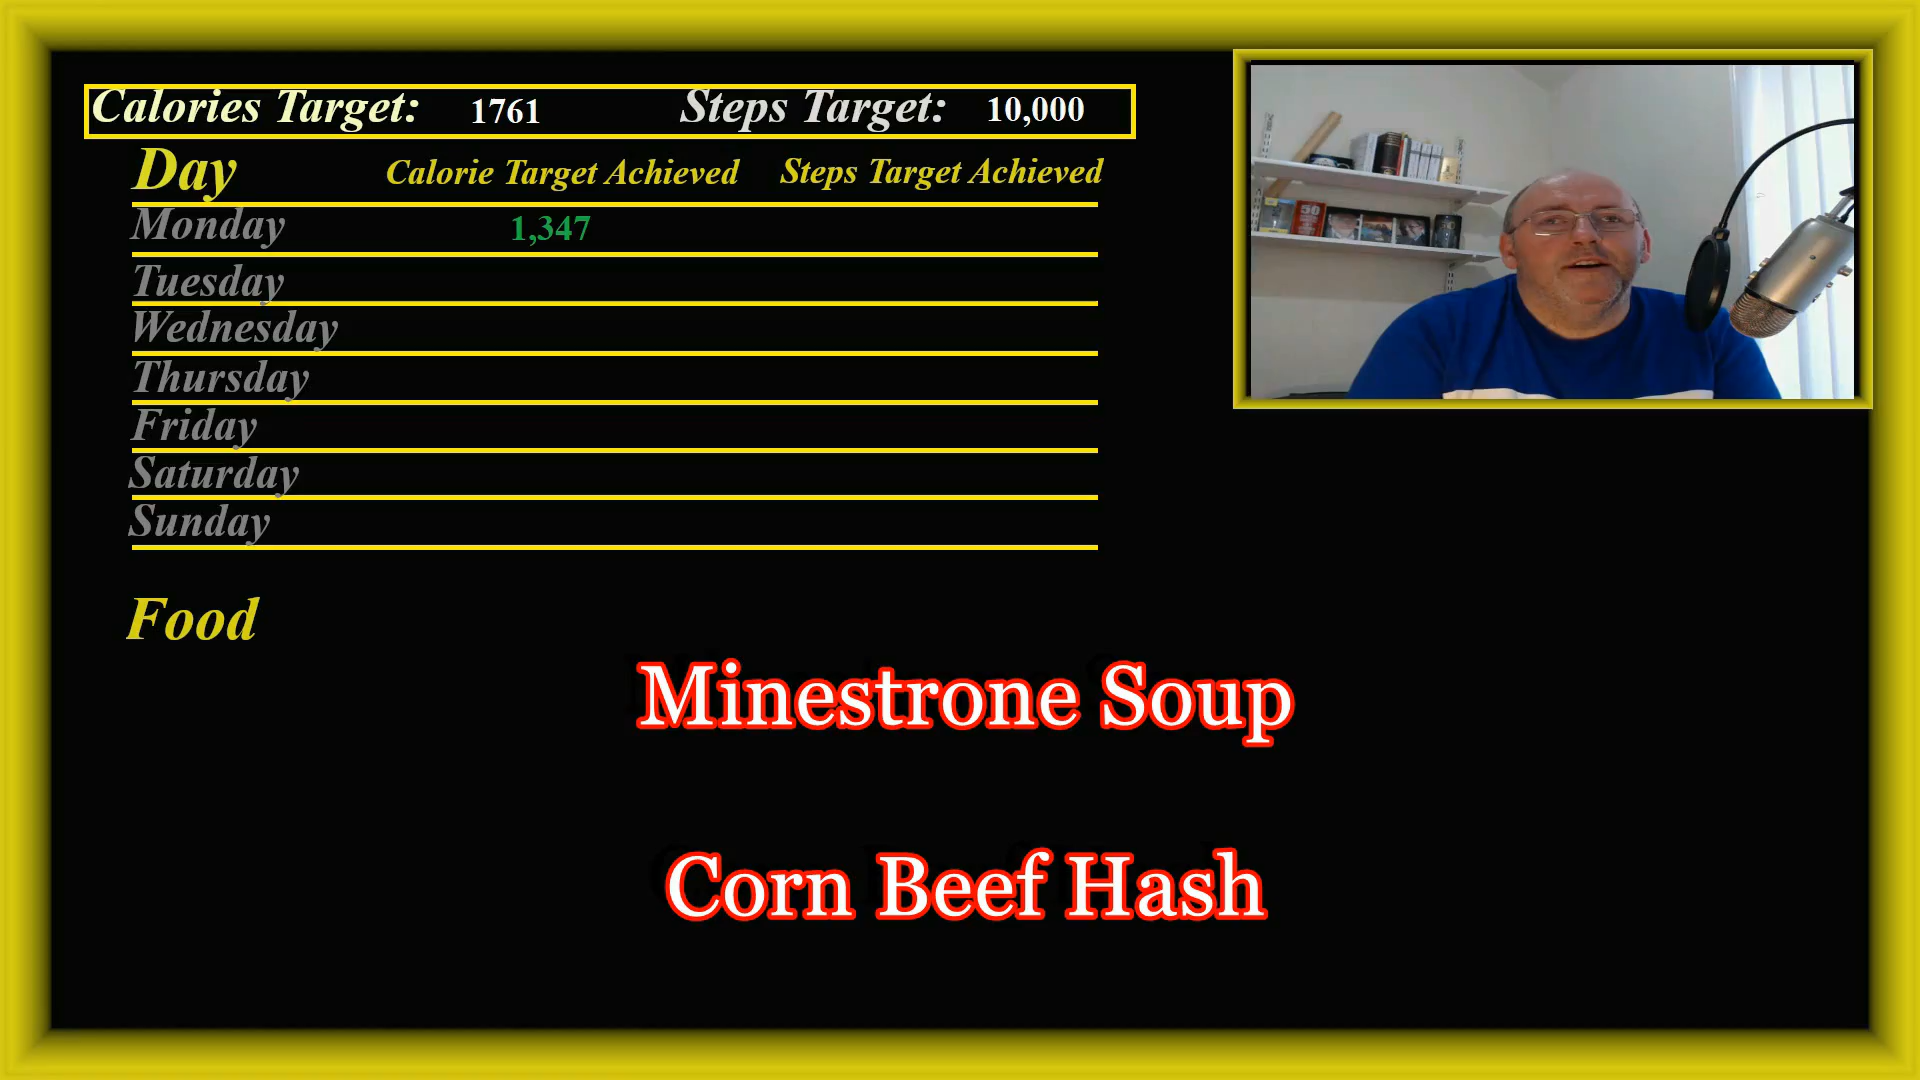 Calories Target: 1761 Steps Target: 10,000
Day Calorie Target Achieved Steps Target Achieved
Monday 1,347
Tuesday
Wednesday
Thursday
Friday
Saturday
Sunday
Food
Minestrone Soup
Corn Beef Hash
50